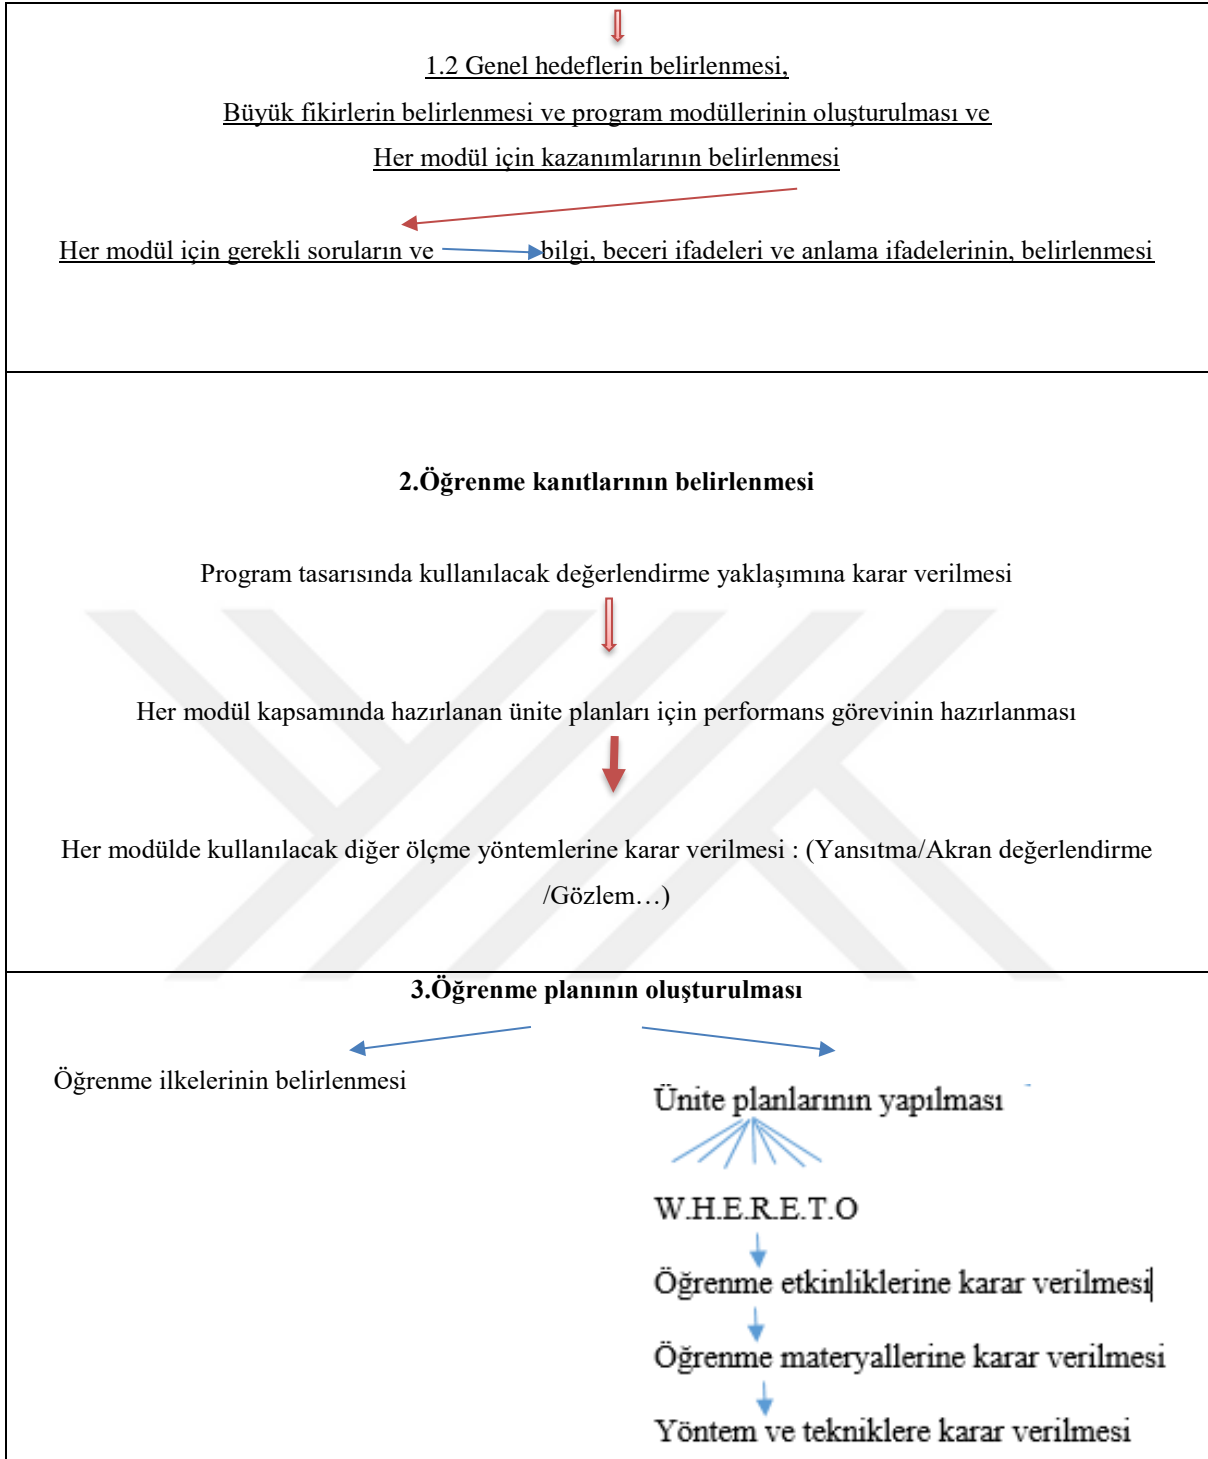 1.2 Genel hedeflerin belirlenmesi,
Büyük fikirlerin belirlenmesi ve program modüllerinin oluşturulması ve
Her modül için kazanımlarının belirlenmesi
Her modül için gerekli soruların ve bilgi, beceri ifadeleri ve anlama ifadelerinin, belirlenmesi
2.Öğrenme kanıtlarının belirlenmesi
Program tasarısında kullanılacak değerlendirme yaklaşımına karar verilmesi
Her modül kapsamında hazırlanan ünite planları için performans görevinin hazırlanması
Her modülde kullanılacak diğer ölçme yöntemlerine karar verilmesi : (Yansıtma/Akran değerlendirme
/Gözlem…)
3.Öğrenme planının oluşturulması
Öğrenme ilkelerinin belirlenmesi
Ünite planlarının yapılması
W.H.E.R.E.T.O
Öğrenme etkinliklerine karar verilmesi
Öğrenme materyallerine karar verilmesi
Yöntem ve tekniklere karar verilmesi